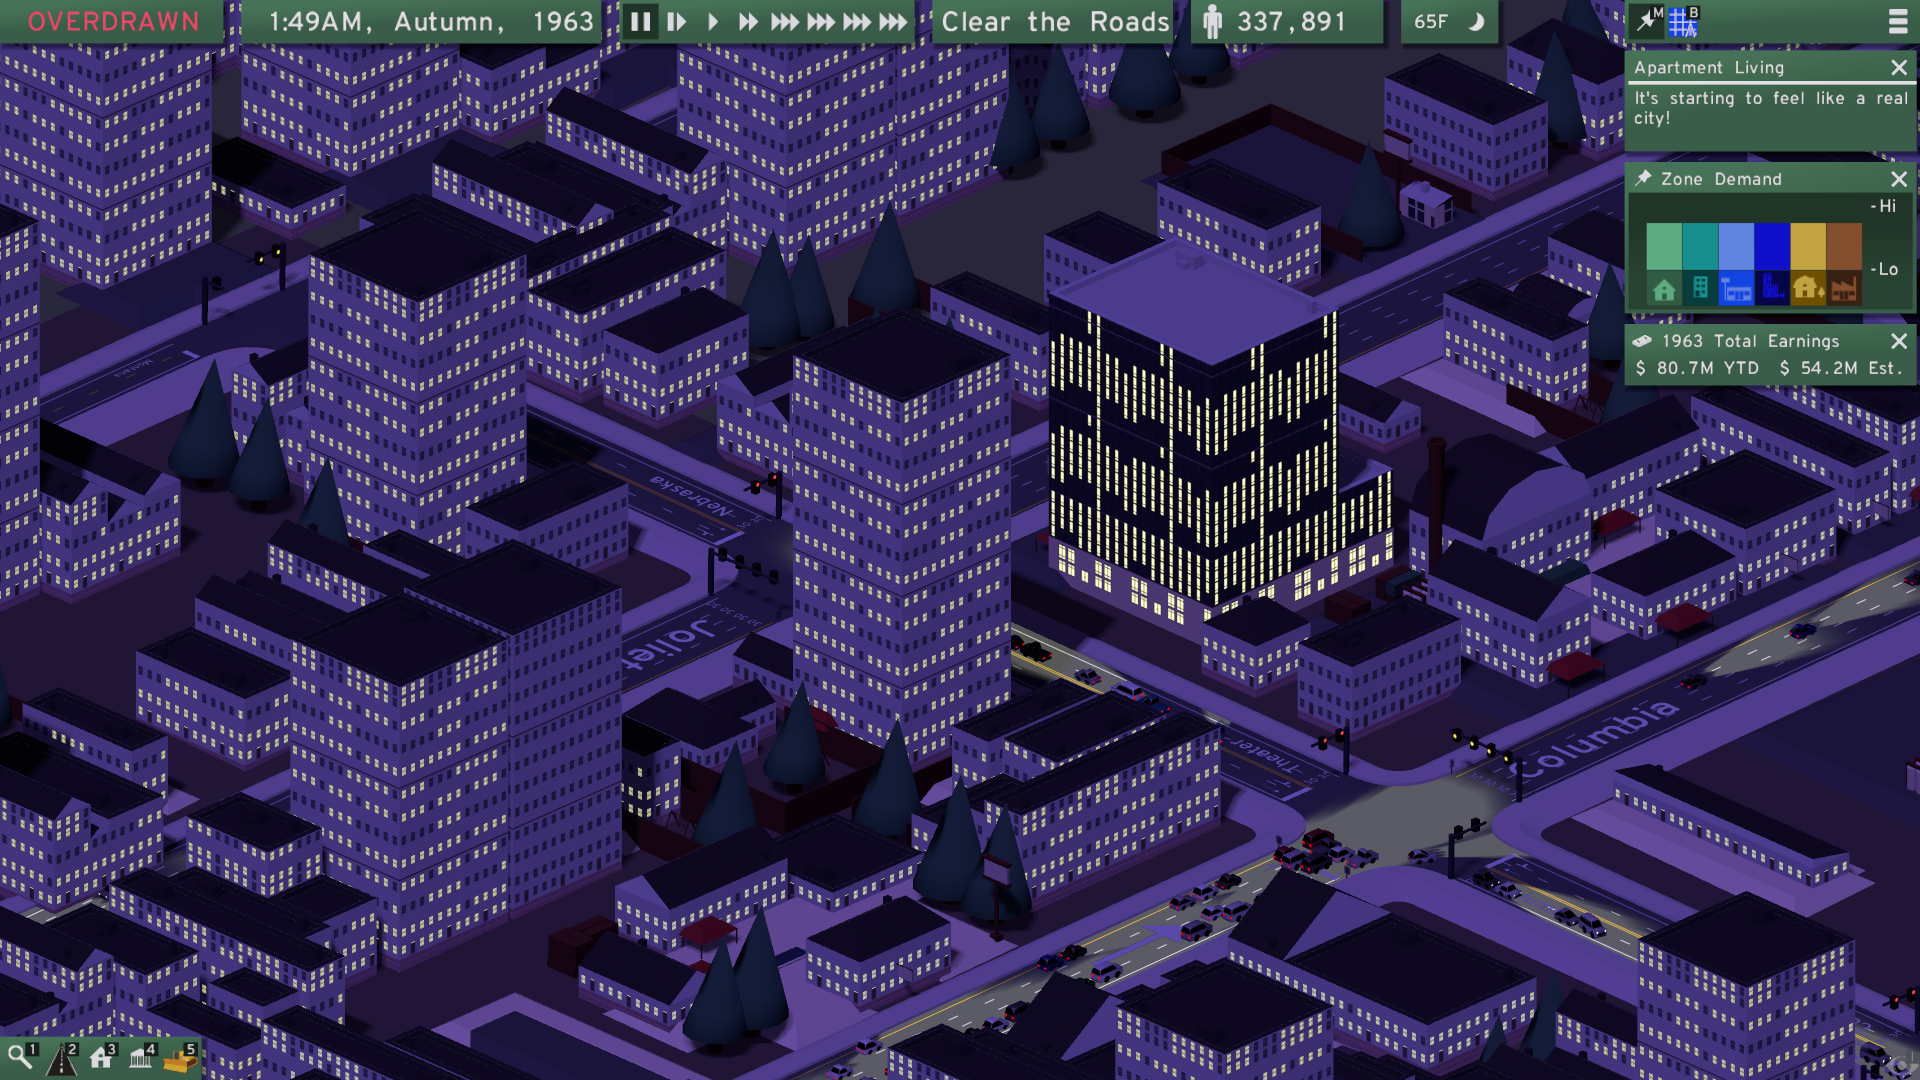 OVERDRAWN
1:49AM, Autumn, 1963
Clear the Roads
337,891
65F
M
B
Apartment Living
It's starting to feel like a real
city!
Zone Demand
-Hi
-Lo
1963 Total Earnings
$ 80.7M YTD $ 54.2M Est.
Monaca
Nebraska
Joliet
Theater
Columbia
1 2 3 4 5